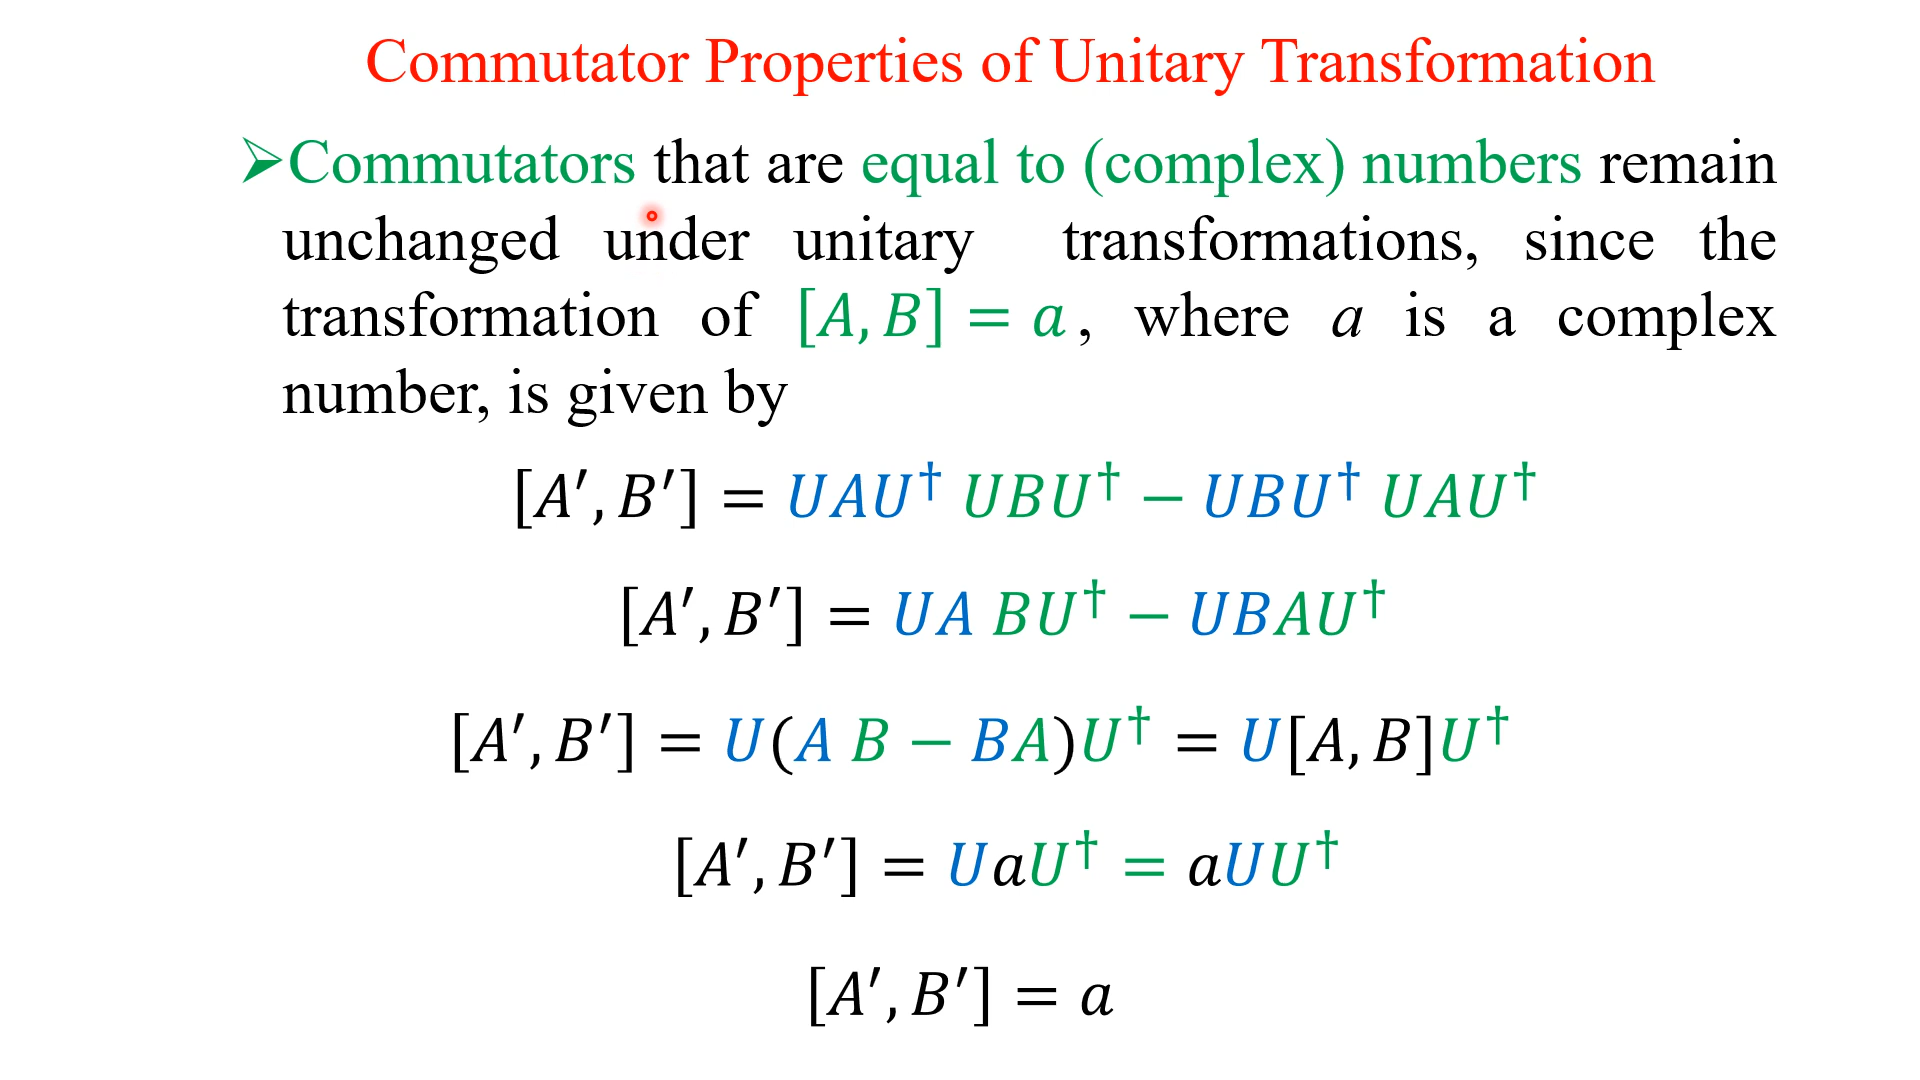 Commutator Properties of Unitary Transformation
➢Commutators that are equal to (complex) numbers remain
unchanged under unitary transformations, since the
transformation of [A, B] = a , where a is a complex
number, is given by
[A′, B′] = UAU† UBU† − UBU† UAU†
[A′, B′] = UA BU† − UBAU†
[A′, B′] = U(A B − BA)U† = U[A, B]U†
[A′, B′] = UaU† = aUU†
[A′, B′] = a